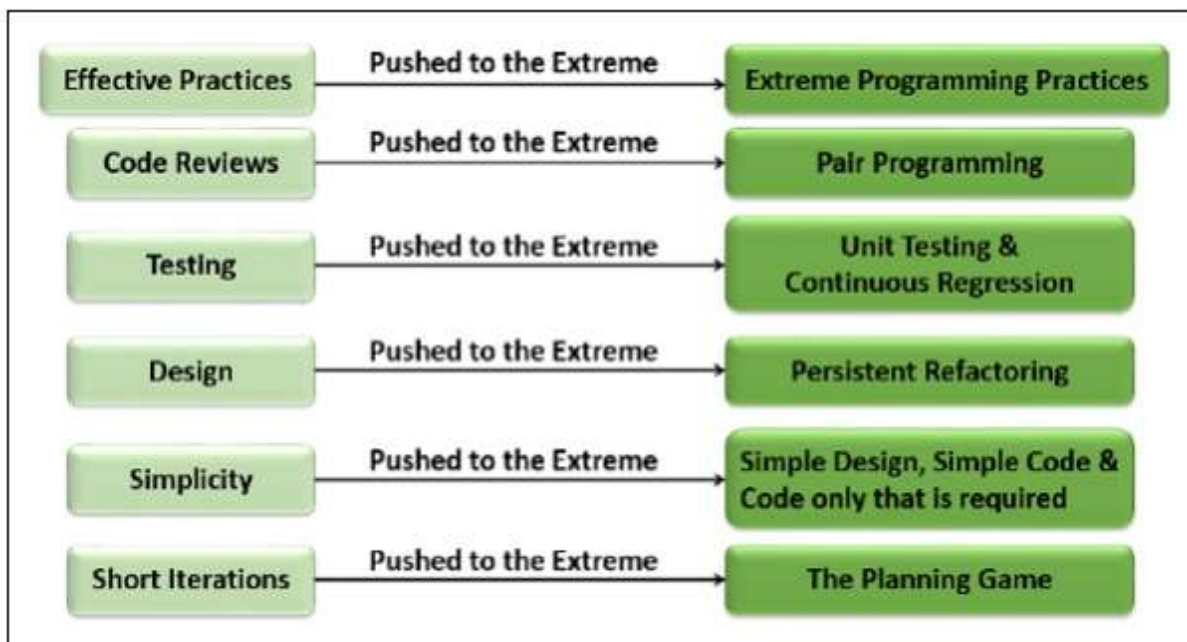 Effective Practices
Pushed to the Extreme
Extreme Programming Practices
Code Reviews
Pushed to the Extreme
Pair Programming
Testing
Pushed to the Extreme
Unit Testing &
Continuous Regression
Design
Pushed to the Extreme
Persistent Refactoring
Simplicity
Pushed to the Extreme
Simple Design, Simple Code &
Code only that is required
Short Iterations
Pushed to the Extreme
The Planning Game